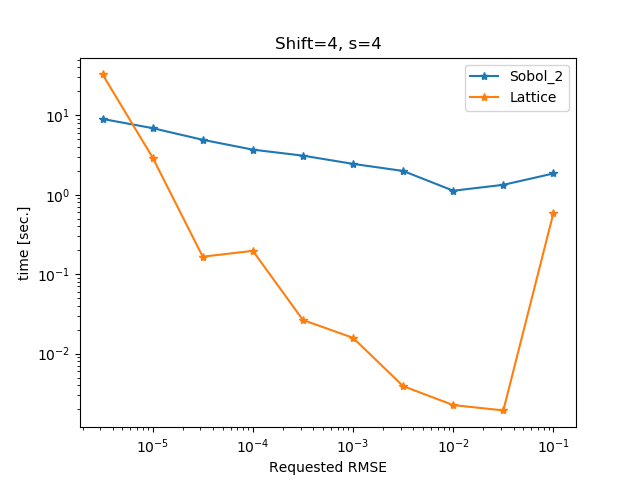 Shift=4, s=4
Sobol_2
Lattice
time [sec.]
10¹
10⁰
10⁻¹
10⁻²
10⁻⁵ 10⁻⁴ 10⁻³ 10⁻² 10⁻¹
Requested RMSE